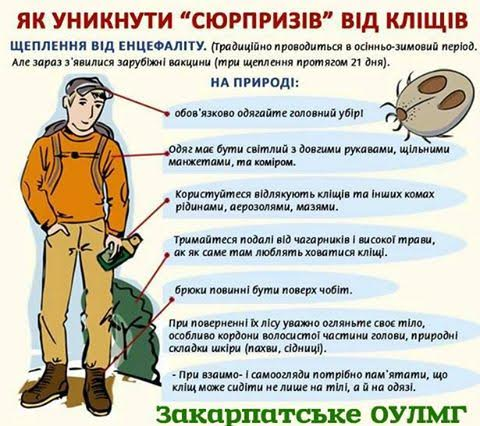 ЯК УНИКНУТИ “СЮРПРИЗІВ” ВІД КЛІЩІВ
ЩЕПЛЕННЯ ВІД ЕНЦЕФАЛІТУ. (Традиційно проводиться в осінньо-зимовий період.
Але зараз з'явилися зарубіжні вакцини (три щеплення протягом 21 дня).
НА ПРИРОДІ:
обов'язково одягайте головний убір!
Одяг має бути світлий з довгими рукавами, щільними
манжетами, та коміром.
Користуйтеся відлякують кліщів та інших комах
рідинами, аерозолями, мазями.
Тримайтеся подалі від чагарників і високої трави,
ак як саме там люблять ховатися кліщі.
брюки повинні бути поверх чобіт.
При поверненні їх лісу уважно огляньте своє тіло,
особливо кордони волосистої частини голови, природні
складки шкіри (пахви, сідниці).
- При взаємо- і самоогляди потрібно пам'ятати, що
кліщ може сидіти не лише на тілі, а й на одязі.
Закарпатське ОУЛМГ